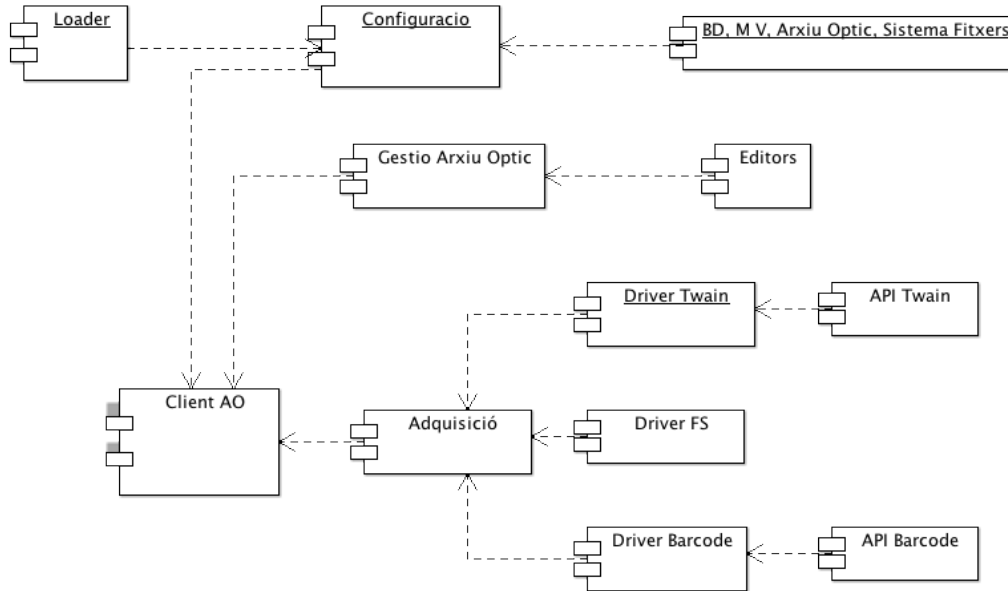 Loader
Configuracio
BD, M V, Arxiu Optic, Sistema Fitxers
Gestio Arxiu Optic
Editors
Driver Twain
API Twain
Client AO
Adquisició
Driver FS
Driver Barcode
API Barcode